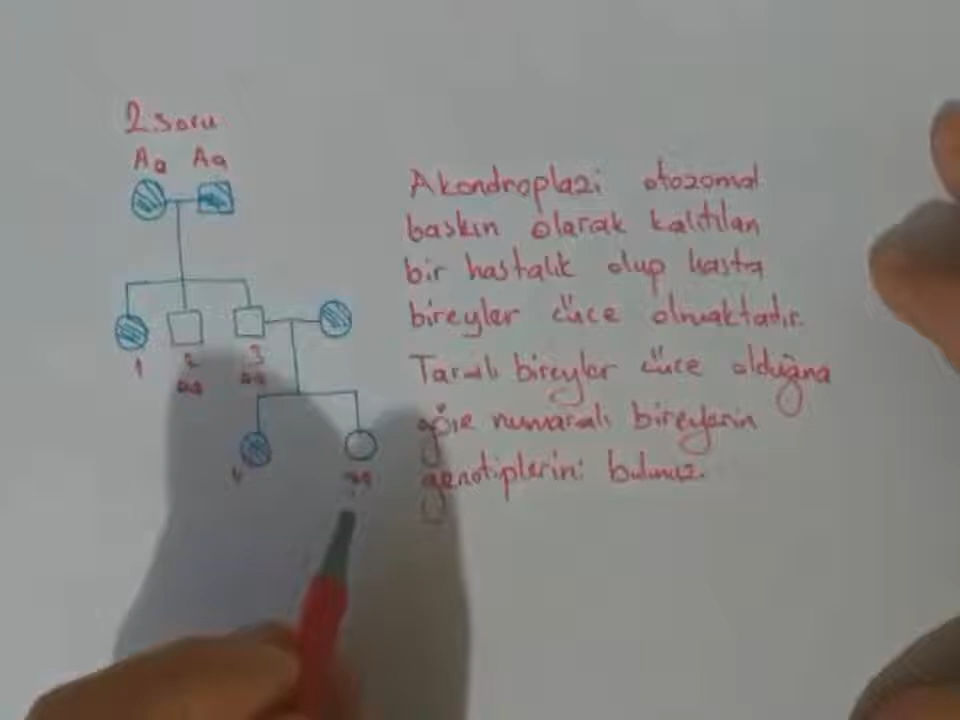 2.soru
Aa Aa
Akondroplazi otozomal
baskın olarak kalıtılan
bir hastalık olup hasta
bireyler cüce olmaktadır.
Taralı bireyler cüce olduğuna
göre numaralı bireylerin
genotiplerini bulunuz.
1 2 3
aa aa
4
aa